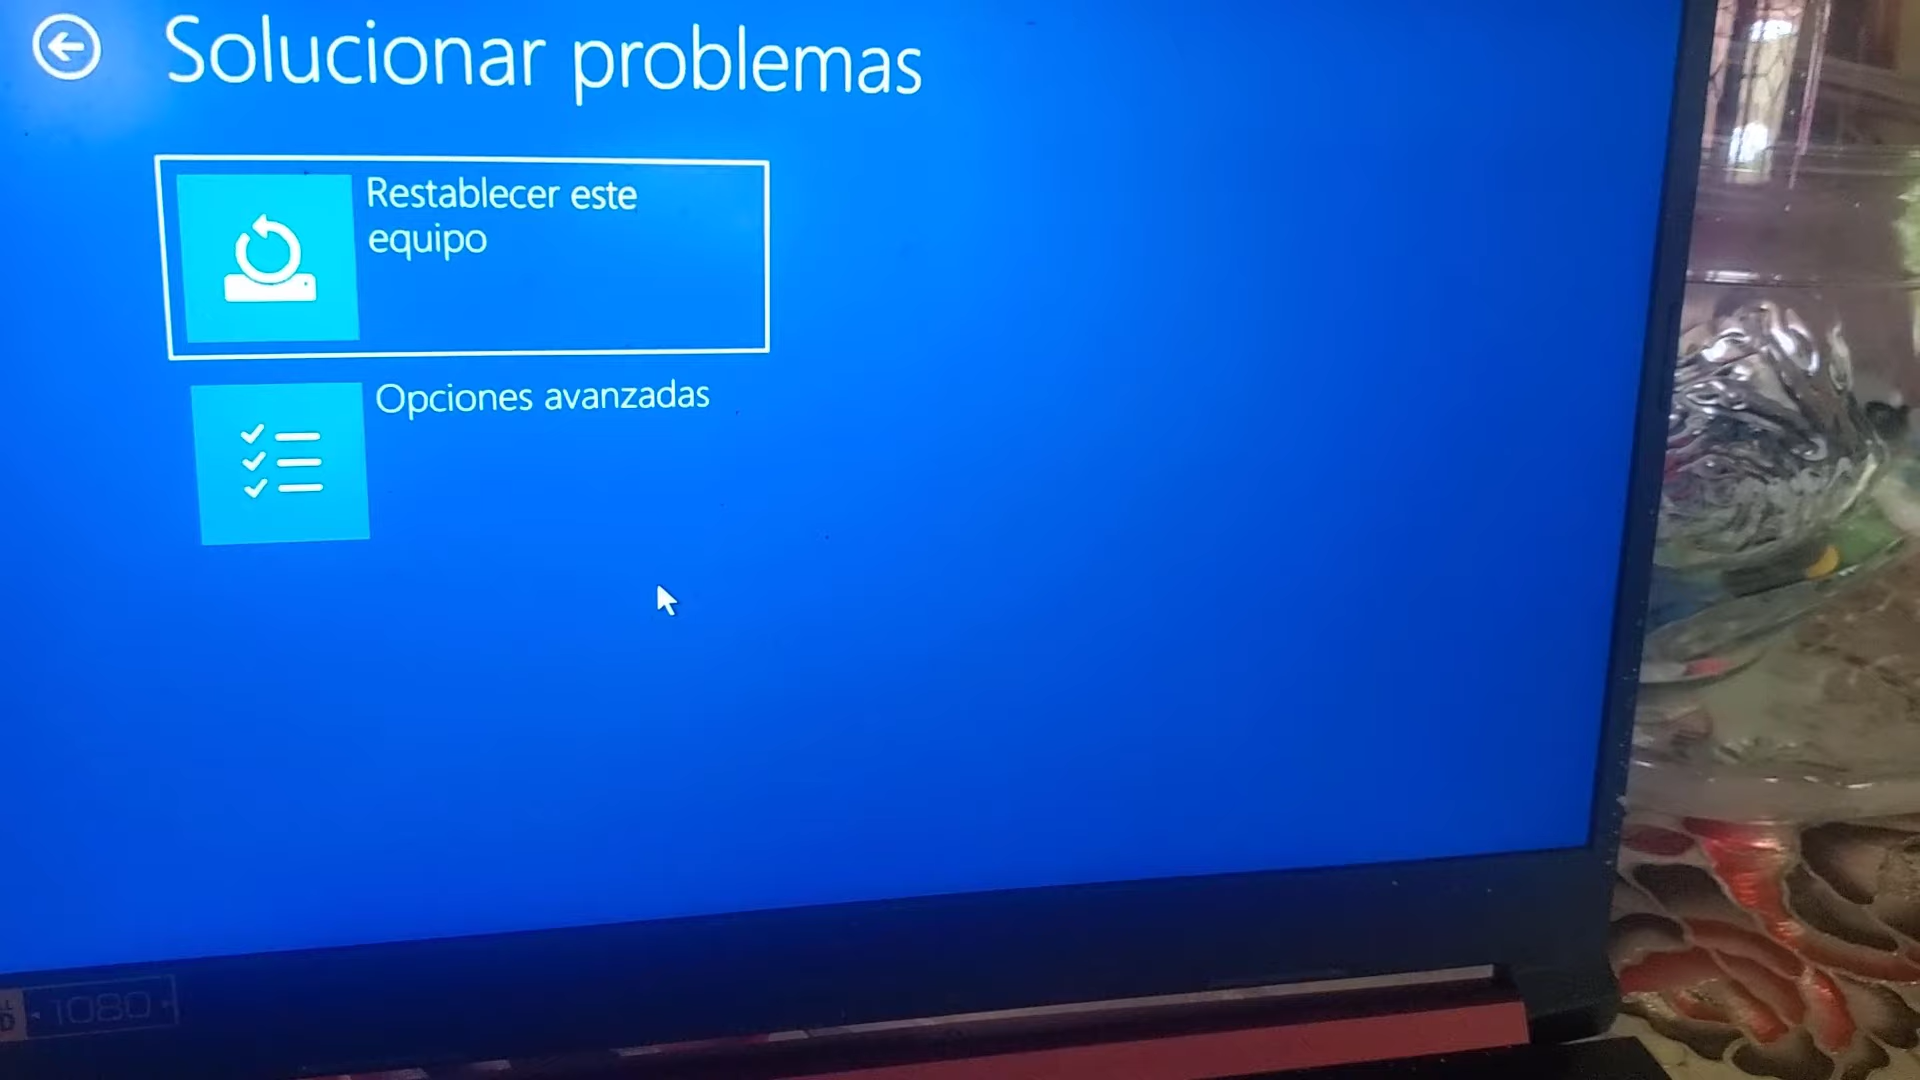 Solucionar problemas
Restablecer este
equipo
Opciones avanzadas
1080